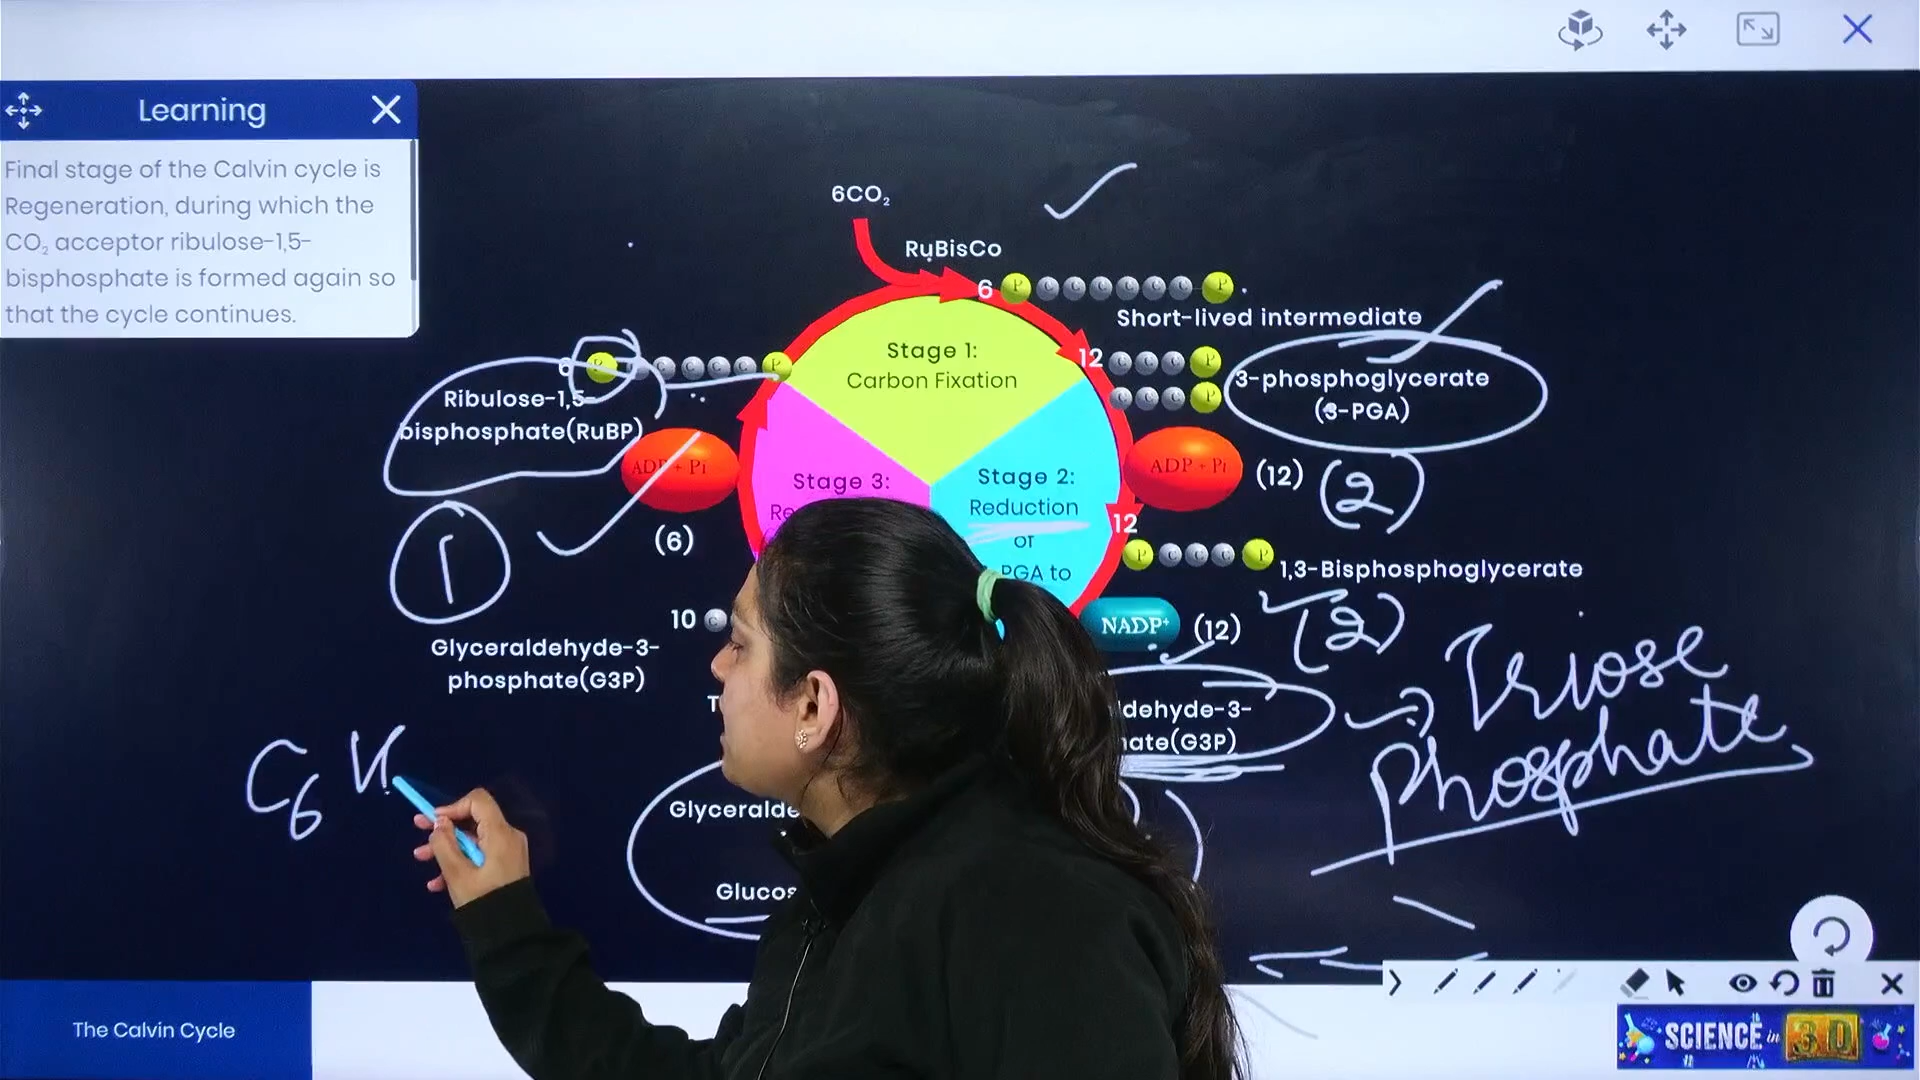 Learning
Final stage of the Calvin cycle is
Regeneration, during which the
CO₂ acceptor ribulose-1,5-
bisphosphate is formed again so
that the cycle continues.
6CO₂
RuBisCo
6 P C C C C C C P
Short-lived intermediate
12 C C C P
C C C P
3-phosphoglycerate
(3-PGA)
ADP + Pi
(12)
(2)
12
P C C C P
1,3-Bisphosphoglycerate
(2)
NADP⁺
(12)
dehyde-3-
(G3P)
Triose
Phosphate
Stage 1:
Carbon Fixation
Stage 2:
Reduction
of
PGA to
Stage 3:
P C C C C P
Ribulose-1,5-
bisphosphate(RuBP)
ADP + Pi
(6)
1
10 C
Glyceraldehyde-3-
phosphate(G3P)
C₆ H
Glyceralde
Glucos
The Calvin Cycle
SCIENCE in 3D